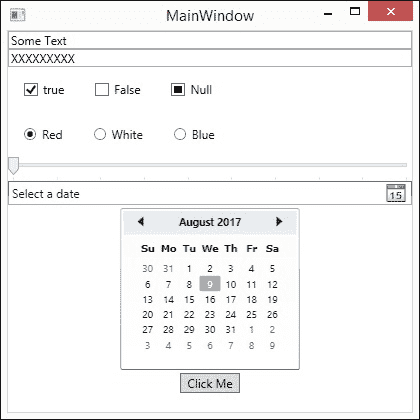 MainWindow
Some Text
XXXXXXXXX
true False Null
Red White Blue
Select a date 15
August 2017
Su Mo Tu We Th Fr Sa
30 31 1 2 3 4 5
6 7 8 9 10 11 12
13 14 15 16 17 18 19
20 21 22 23 24 25 26
27 28 29 30 31 1 2
3 4 5 6 7 8 9
Click Me